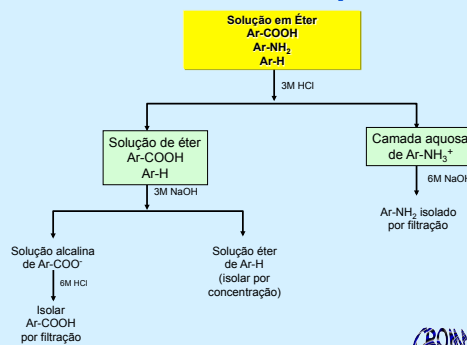 Solução em Éter
Ar-COOH
Ar-NH₂
Ar-H
3M HCl
Solução de éter
Ar-COOH
Ar-H
Camada aquosa
de Ar-NH₃⁺
3M NaOH
6M NaOH
Ar-NH₂ isolado
por filtração
Solução alcalina
de Ar-COO⁻
Solução éter
de Ar-H
(isolar por
concentração)
6M HCl
Isolar
Ar-COOH
por filtração